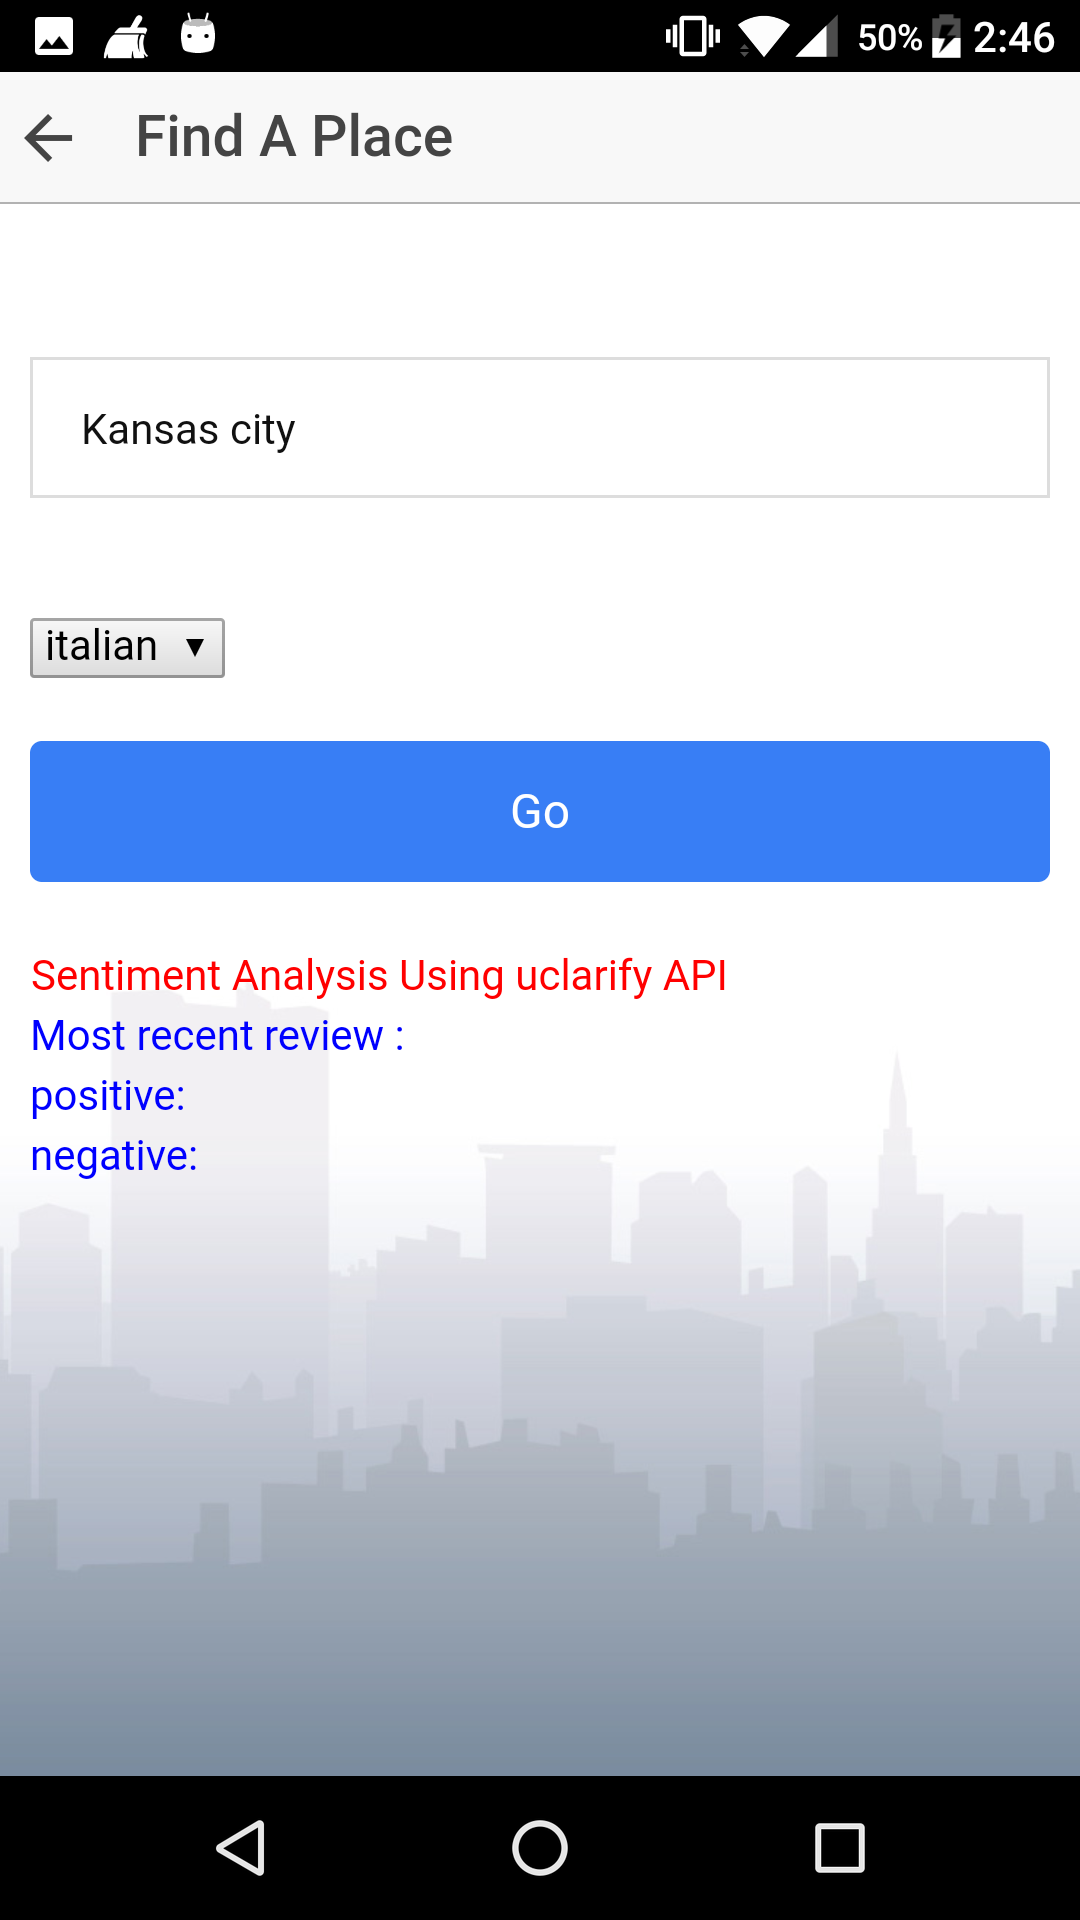 50% 2:46
Find A Place
Kansas city
italian
Go
Sentiment Analysis Using uclarify API
Most recent review :
positive:
negative: